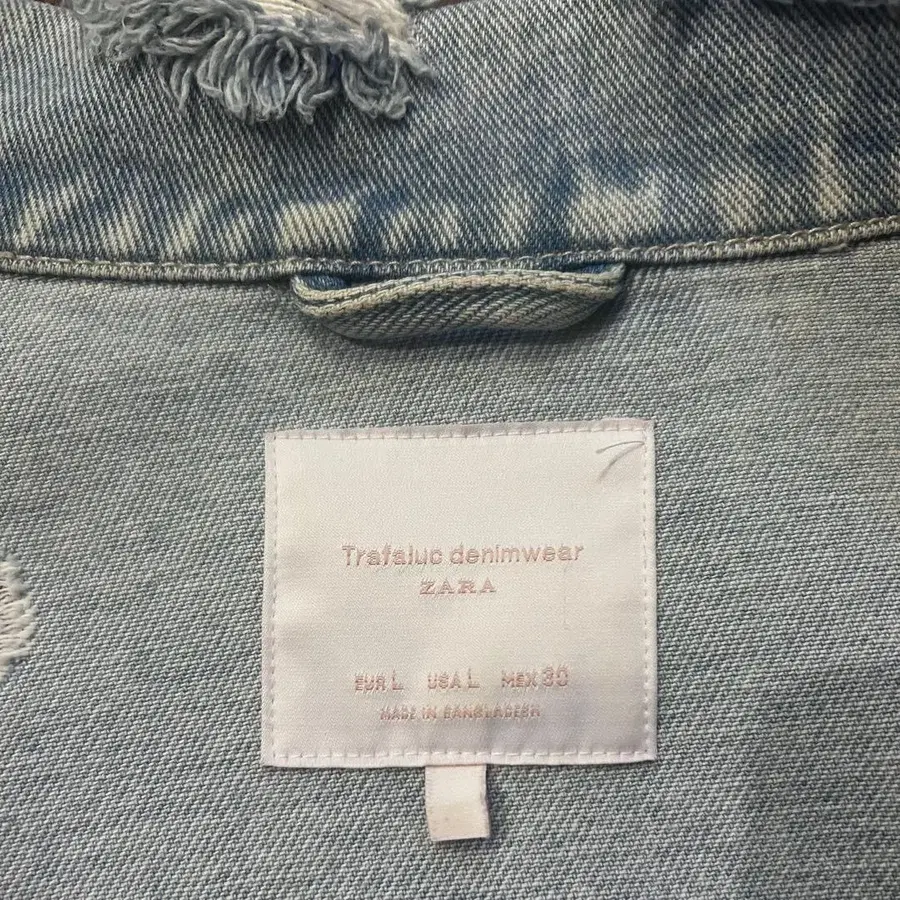 Trafaluc denimwear
ZARA
EUR L USA L MEX 30
MADE IN BANGLADESH